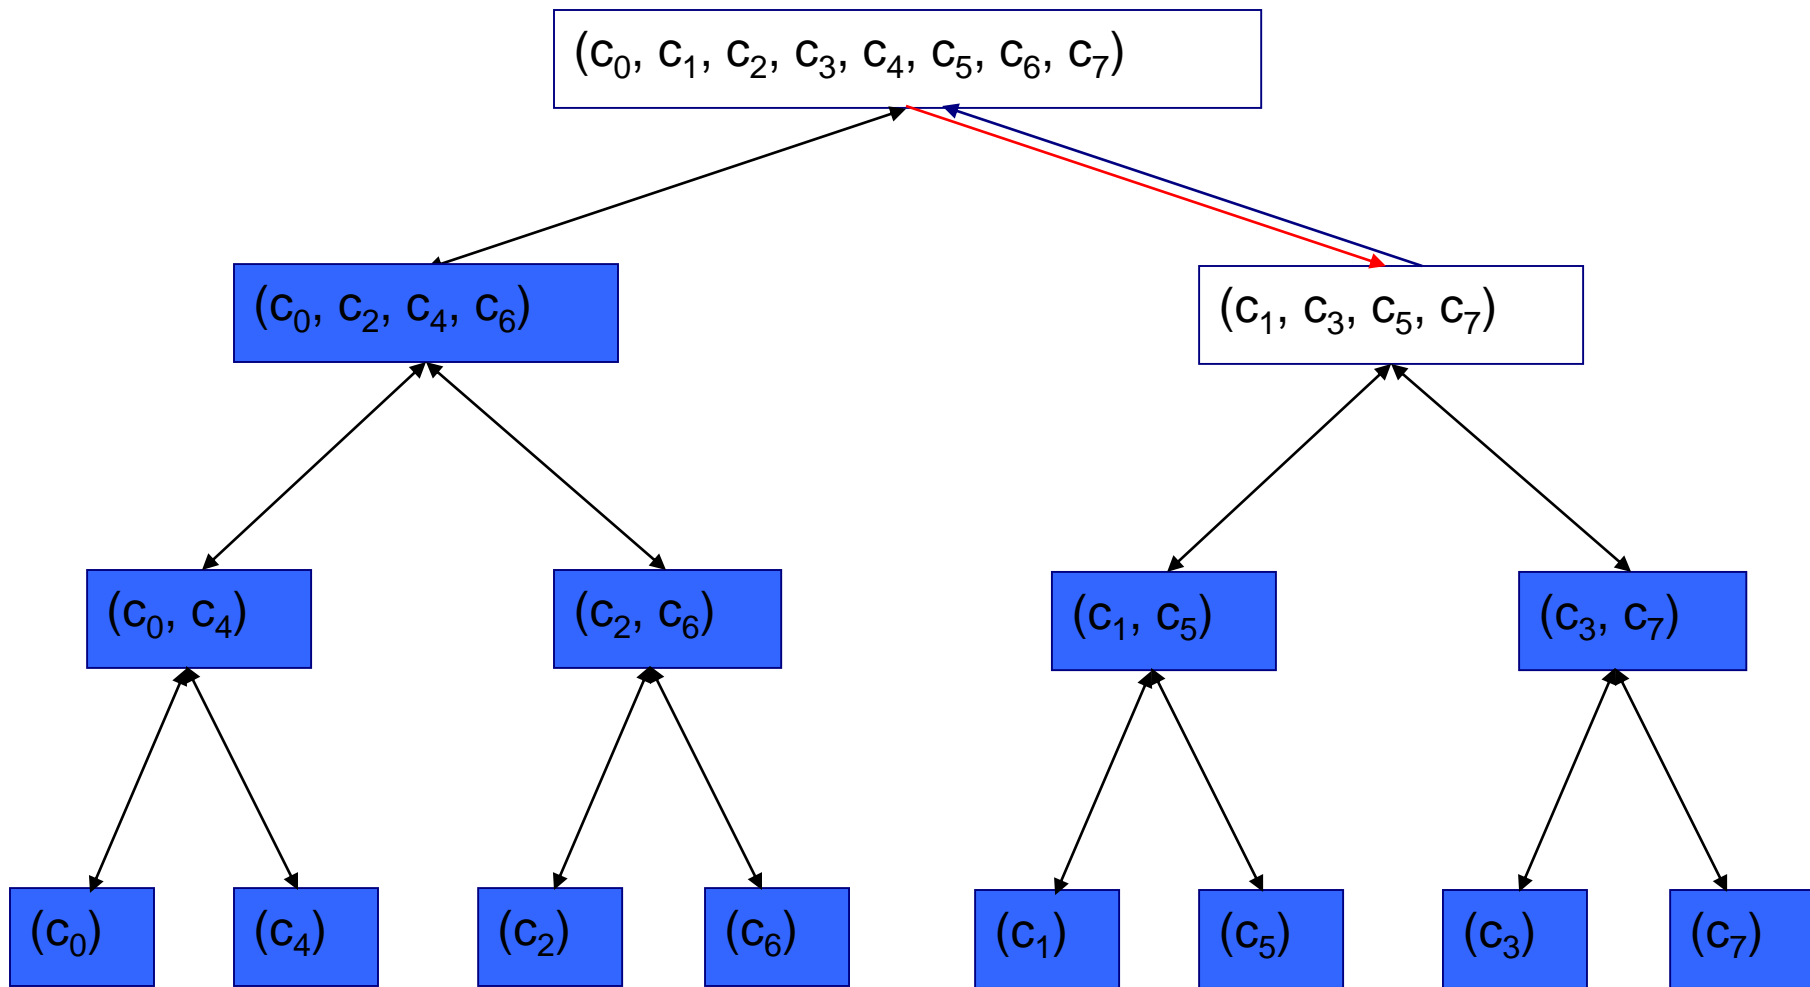 (c₀, c₁, c₂, c₃, c₄, c₅, c₆, c₇)
(c₀, c₂, c₄, c₆)
(c₁, c₃, c₅, c₇)
(c₀, c₄)
(c₂, c₆)
(c₁, c₅)
(c₃, c₇)
(c₀)
(c₄)
(c₂)
(c₆)
(c₁)
(c₅)
(c₃)
(c₇)